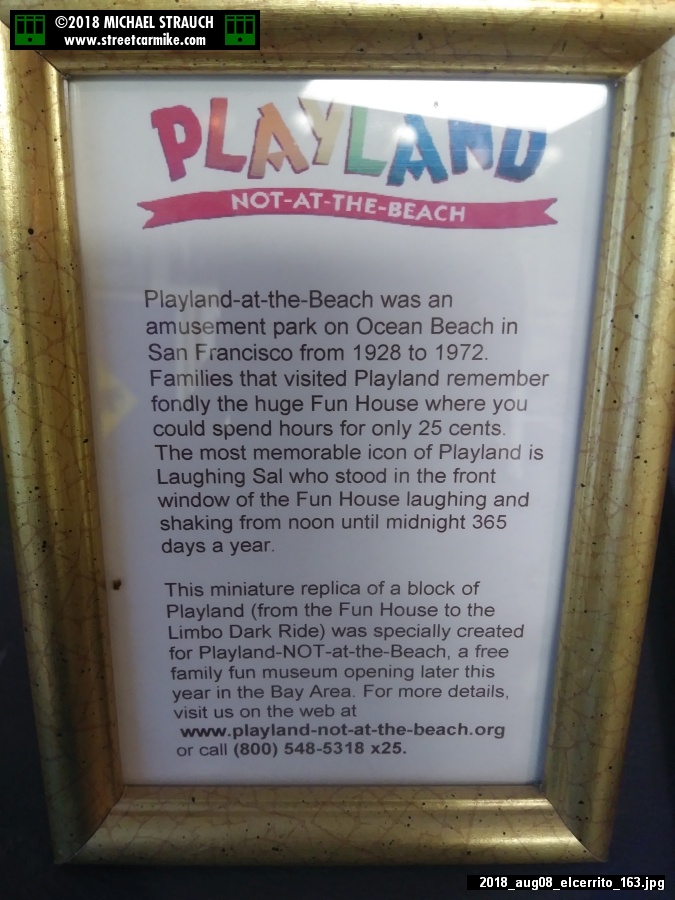 ©2018 MICHAEL STRAUCH
www.streetcarmike.com
PLAYLAND
NOT-AT-THE-BEACH
Playland-at-the-Beach was an
amusement park on Ocean Beach in
San Francisco from 1928 to 1972.
Families that visited Playland remember
fondly the huge Fun House where you
could spend hours for only 25 cents.
The most memorable icon of Playland is
Laughing Sal who stood in the front
window of the Fun House laughing and
shaking from noon until midnight 365
days a year.
This miniature replica of a block of
Playland (from the Fun House to the
Limbo Dark Ride) was specially created
for Playland-NOT-at-the-Beach, a free
family fun museum opening later this
year in the Bay Area. For more details,
visit us on the web at
www.playland-not-at-the-beach.org
or call (800) 548-5318 x25.
2018_aug08_elcerrito_163.jpg